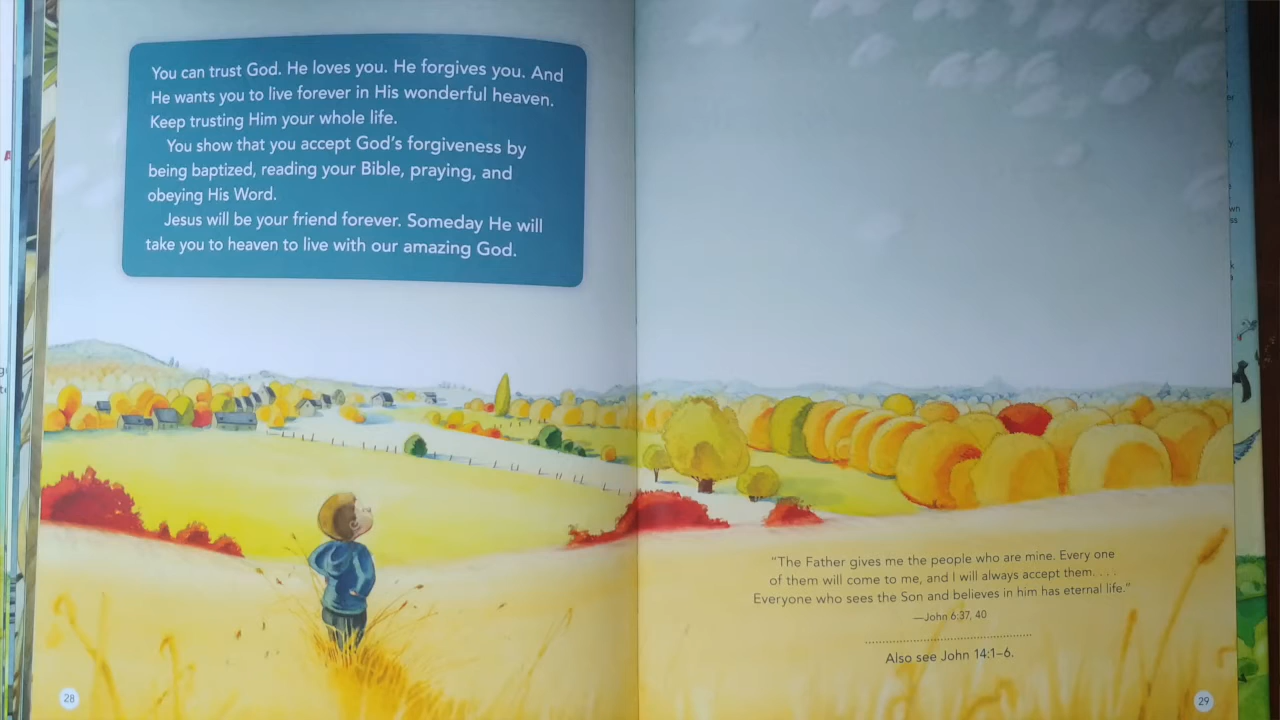 You can trust God. He loves you. He forgives you. And
He wants you to live forever in His wonderful heaven.
Keep trusting Him your whole life.
You show that you accept God's forgiveness by
being baptized, reading your Bible, praying, and
obeying His Word.
Jesus will be your friend forever. Someday He will
take you to heaven to live with our amazing God.
28
"The Father gives me the people who are mine. Every one
of them will come to me, and I will always accept them. . . .
Everyone who sees the Son and believes in him has eternal life."
—John 6:37, 40
Also see John 14:1–6.
29